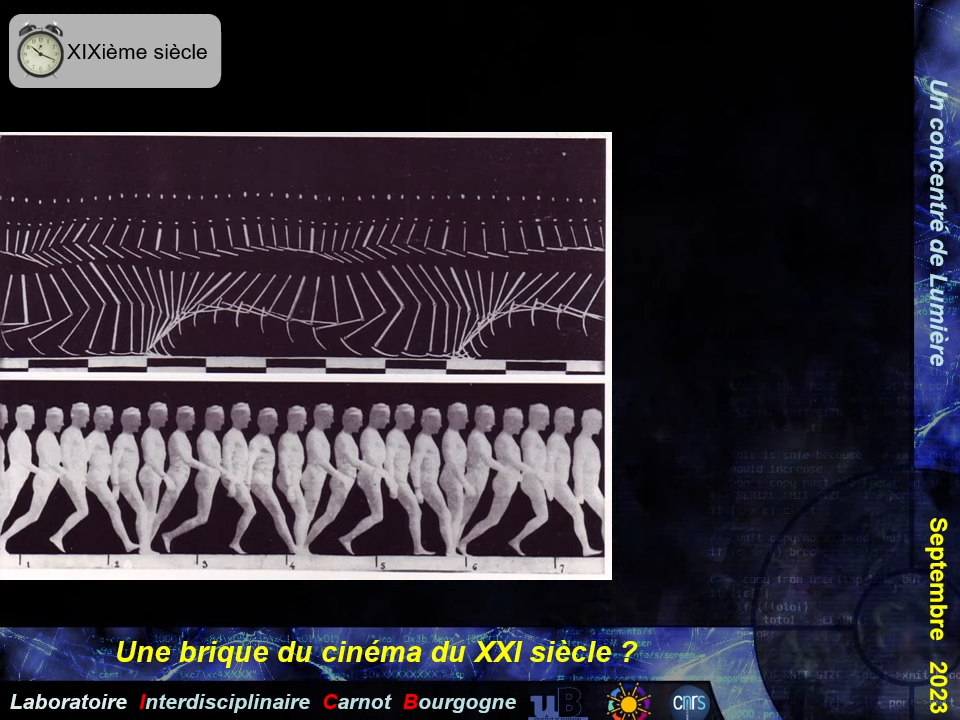 XIXième siècle
Un concentré de Lumière
1 2 3 4 5 6 7
Septembre 2023
Une brique du cinéma du XXI siècle ?
Laboratoire Interdisciplinaire Carnot Bourgogne
uB
cnrs